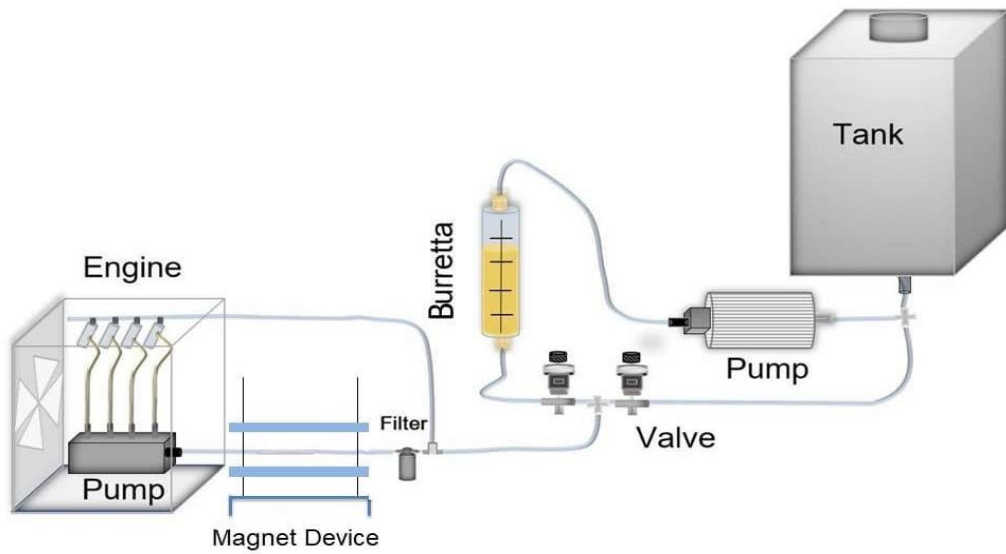 Tank
Burretta
Engine
Pump
Filter
Valve
Pump
Magnet Device